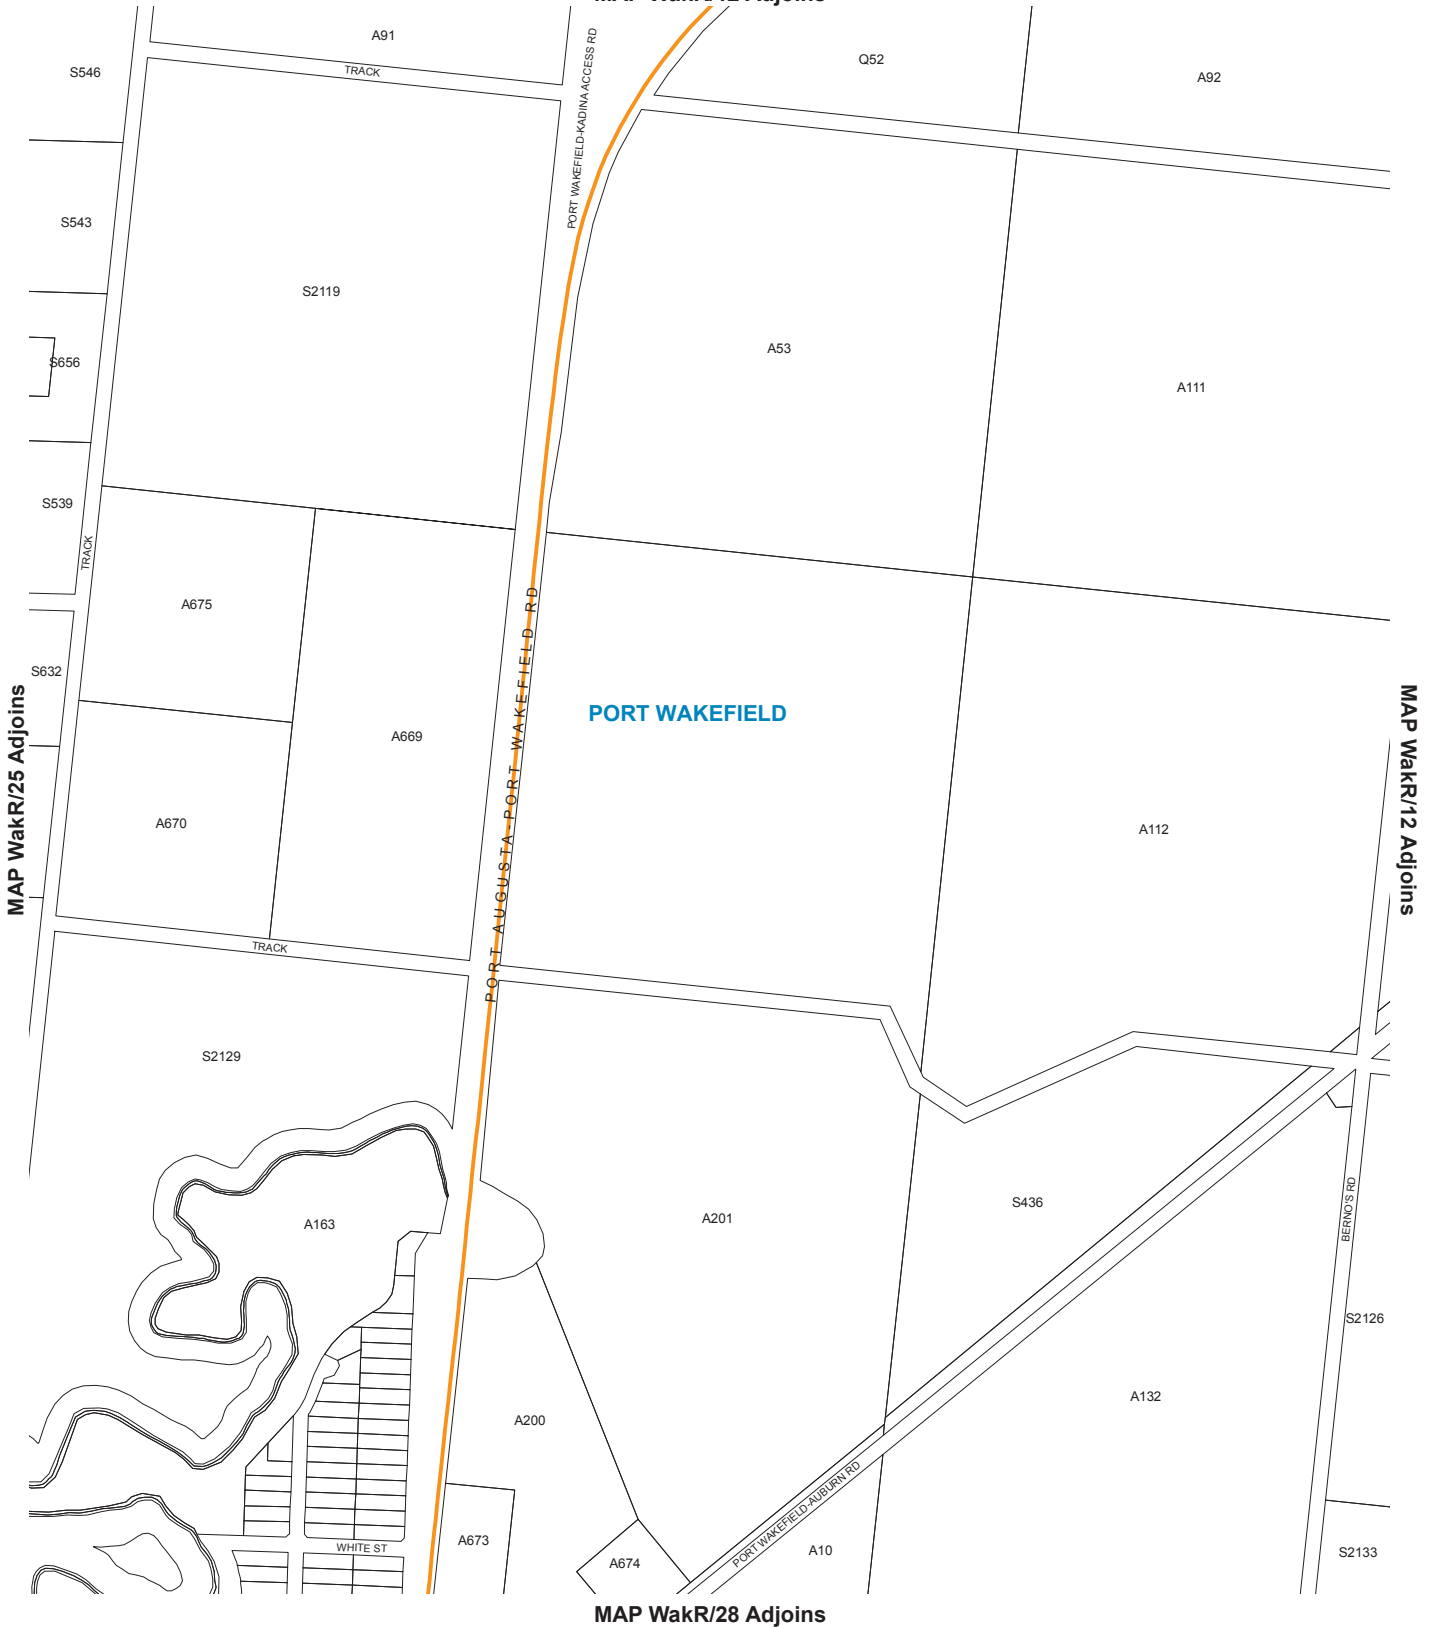 A91
PORT WAKEFIELD-KADINA ACCESS RD
Q52
S546
TRACK
A92
S543
S2119
A53
S656
A111
S539
TRACK
A675
PORT AUGUSTA-PORT WAKEFIELD RD
S632
PORT WAKEFIELD
MAP WakR/25 Adjoins
MAP WakR/12 Adjoins
A669
A670
A112
TRACK
S2129
S436
BERNO'S RD
A163
A201
S2126
A132
A200
PORT WAKEFIELD-AUBURN RD
A673
WHITE ST
A674
A10
S2133
MAP WakR/28 Adjoins